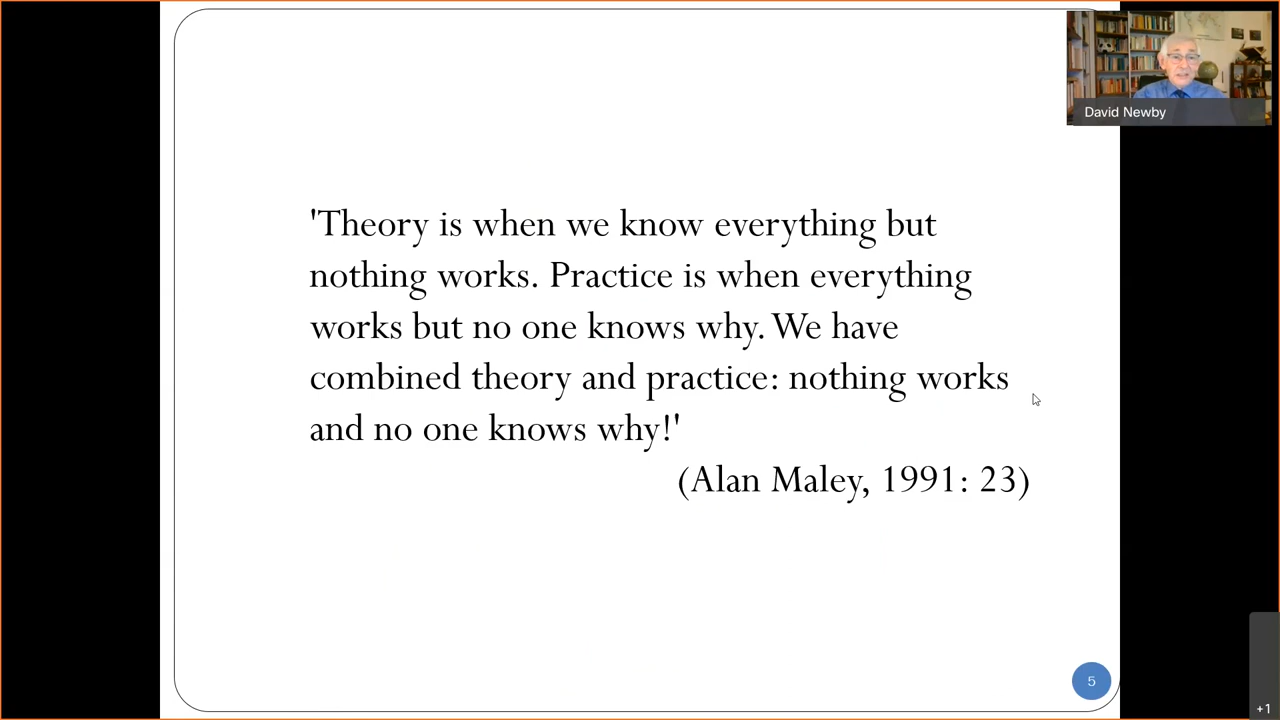 David Newby
'Theory is when we know everything but
nothing works. Practice is when everything
works but no one knows why. We have
combined theory and practice: nothing works
and no one knows why!'
(Alan Maley, 1991: 23)
5
+1